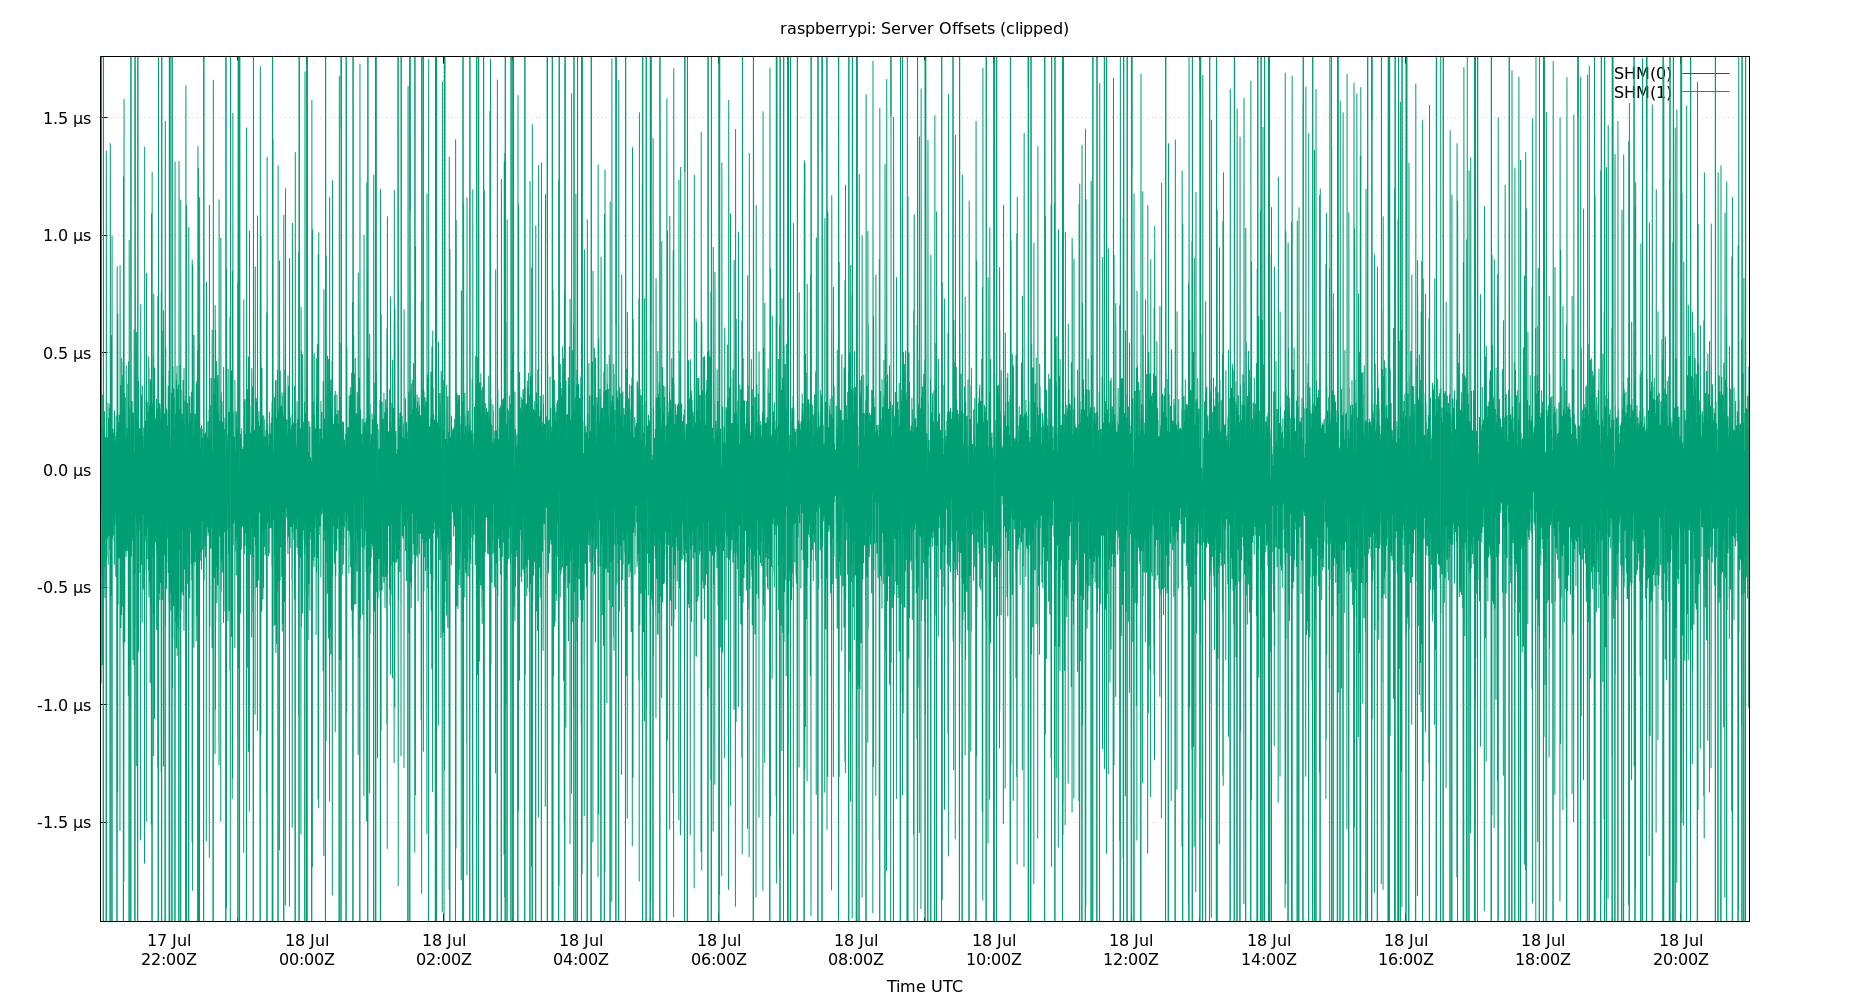 raspberrypi: Server Offsets (clipped)
SHM(0)
SHM(1)
1.5 µs
1.0 µs
0.5 µs
0.0 µs
-0.5 µs
-1.0 µs
-1.5 µs
17 Jul 18 Jul 18 Jul 18 Jul 18 Jul 18 Jul 18 Jul 18 Jul 18 Jul 18 Jul 18 Jul 18 Jul
22:00Z 00:00Z 02:00Z 04:00Z 06:00Z 08:00Z 10:00Z 12:00Z 14:00Z 16:00Z 18:00Z 20:00Z
Time UTC